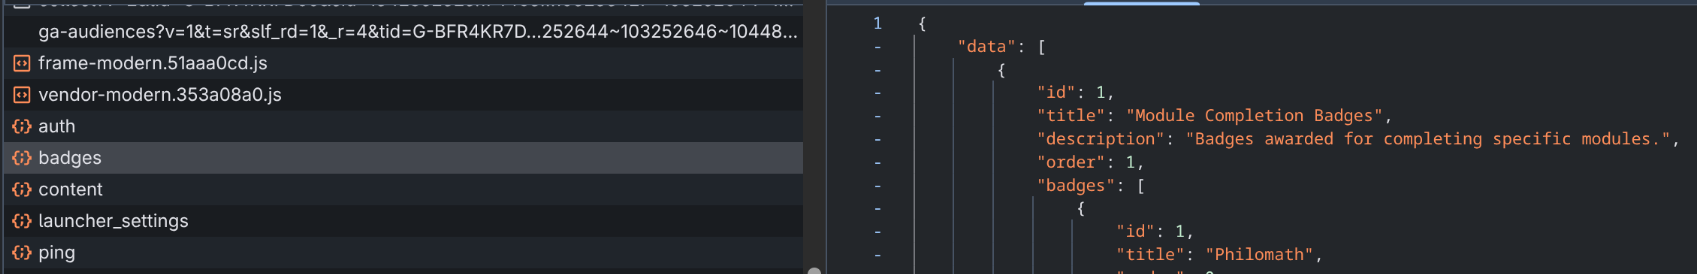 ga-audiences?v=1&t=sr&slf_rd=1&_r=4&tid=G-BFR4KR7D...252644~103252646~10448...
frame-modern.51aaa0cd.js
vendor-modern.353a08a0.js
auth
badges
content
launcher_settings
ping
1 {
- "data": [
- {
- "id": 1,
- "title": "Module Completion Badges",
- "description": "Badges awarded for completing specific modules.",
- "order": 1,
- "badges": [
- {
- "id": 1,
- "title": "Philomath",